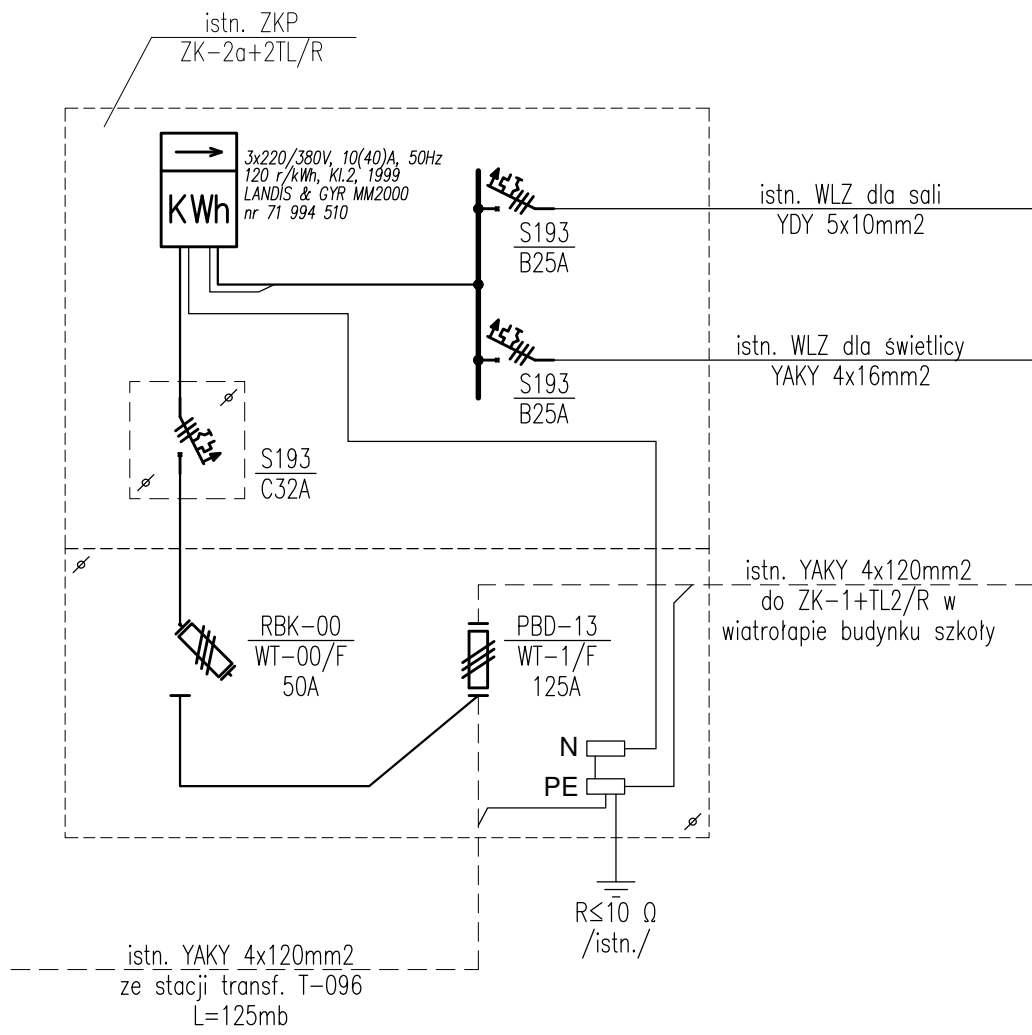 istn. ZKP
ZK-2a+2TL/R
3x220/380V, 10(40)A, 50Hz
120 r/kWh, Kl.2, 1999
LANDIS & GYR MM2000
nr 71 994 510
KWh
S193
B25A
istn. WLZ dla sali
YDY 5x10mm2
S193
B25A
istn. WLZ dla świetlicy
YAKY 4x16mm2
S193
C32A
istn. YAKY 4x120mm2
do ZK-1+TL2/R w
wiatrołapie budynku szkoły
RBK-00
WT-00/F
50A
PBD-13
WT-1/F
125A
N
PE
R≤10 Ω
/istn./
istn. YAKY 4x120mm2
ze stacji transf. T-096
L=125mb